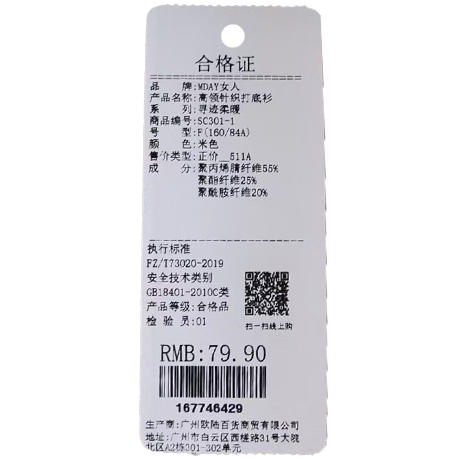 合格证
品　　牌:MDAY女人
产品名称:高领针织打底衫
系　　列:寻迹柔暖
商品编号:SC301-1
号　　型:F(160/84A)
颜　　色:米色
售价类型:正价__511A
成　　分:聚丙烯腈纤维55%
聚酯纤维25%
聚酰胺纤维20%
执行标准
FZ/T73020-2019
安全技术类别
GB18401-2010C类
产品等级:合格品
检 验 员:01
扫一扫线上购
RMB:79.90
167746429
生产商:广州欧陆百货商贸有限公司
地址:广州市白云区西槎路31号大院
北区A2栋301-302单元